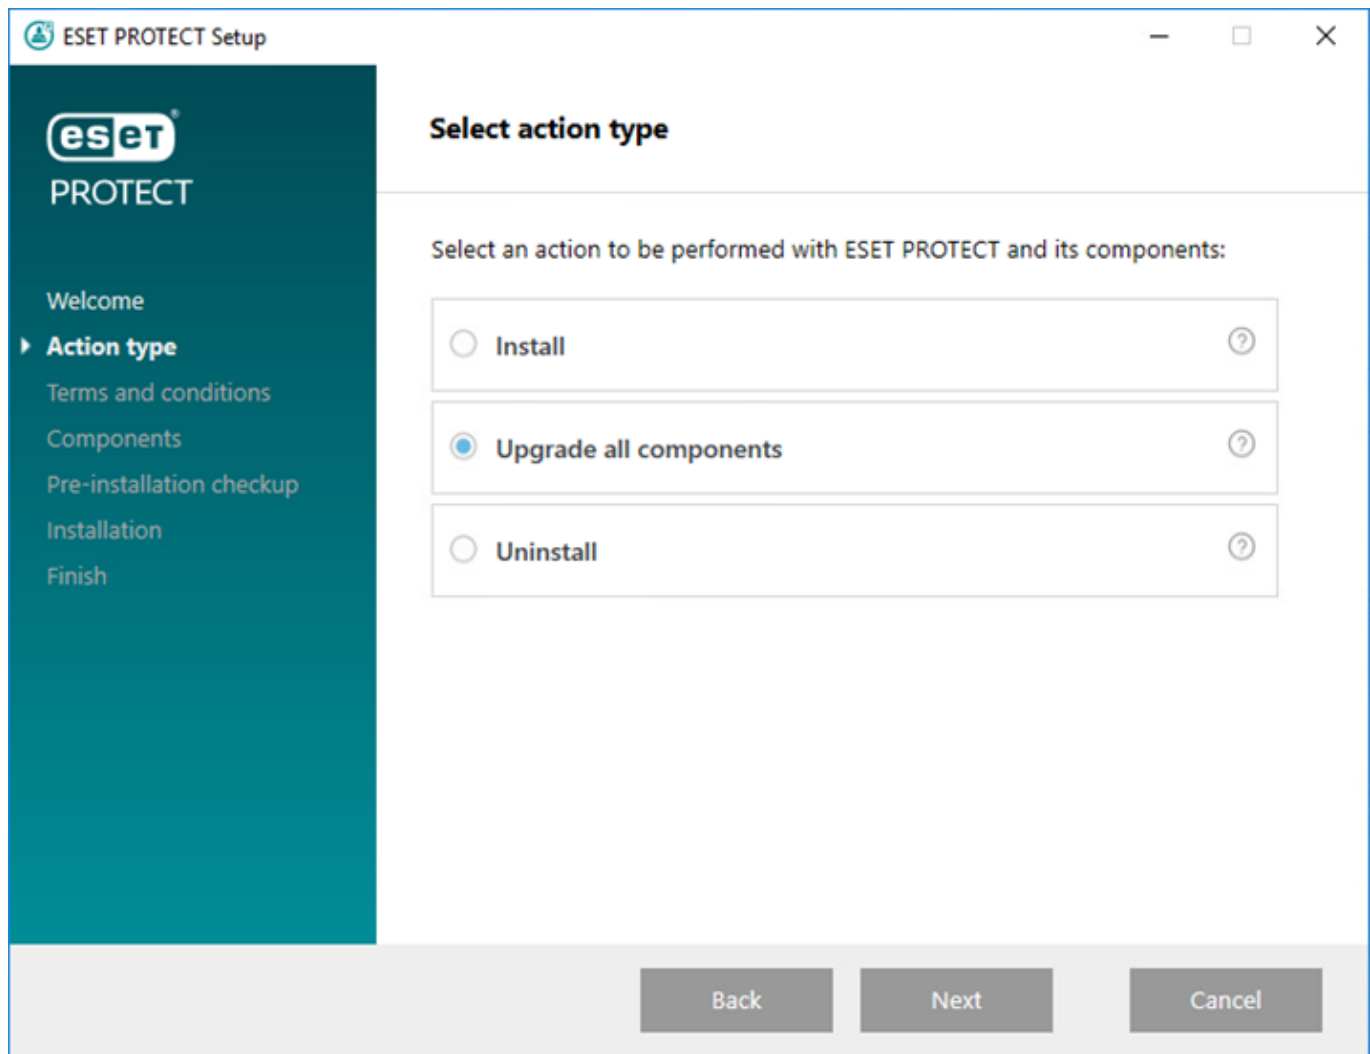 ESET PROTECT Setup
eset®
PROTECT
Welcome
Action type
Terms and conditions
Components
Pre-installation checkup
Installation
Finish
Select action type
Select an action to be performed with ESET PROTECT and its components:
Install
Upgrade all components
Uninstall
Back
Next
Cancel